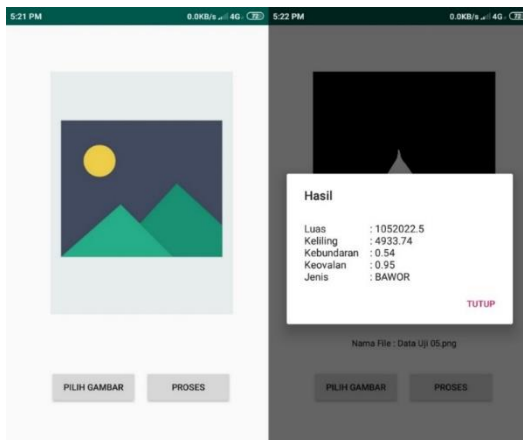 5:21 PM
0.0KB/s 4G 72
PILIH GAMBAR
PROSES
5:22 PM
0.0KB/s 4G 72
Hasil
Luas : 1052022.5
Keliling : 4933.74
Kebundaran : 0.54
Keovalan : 0.95
Jenis : BAWOR
TUTUP
Nama File : Data Uji 05.png
PILIH GAMBAR
PROSES